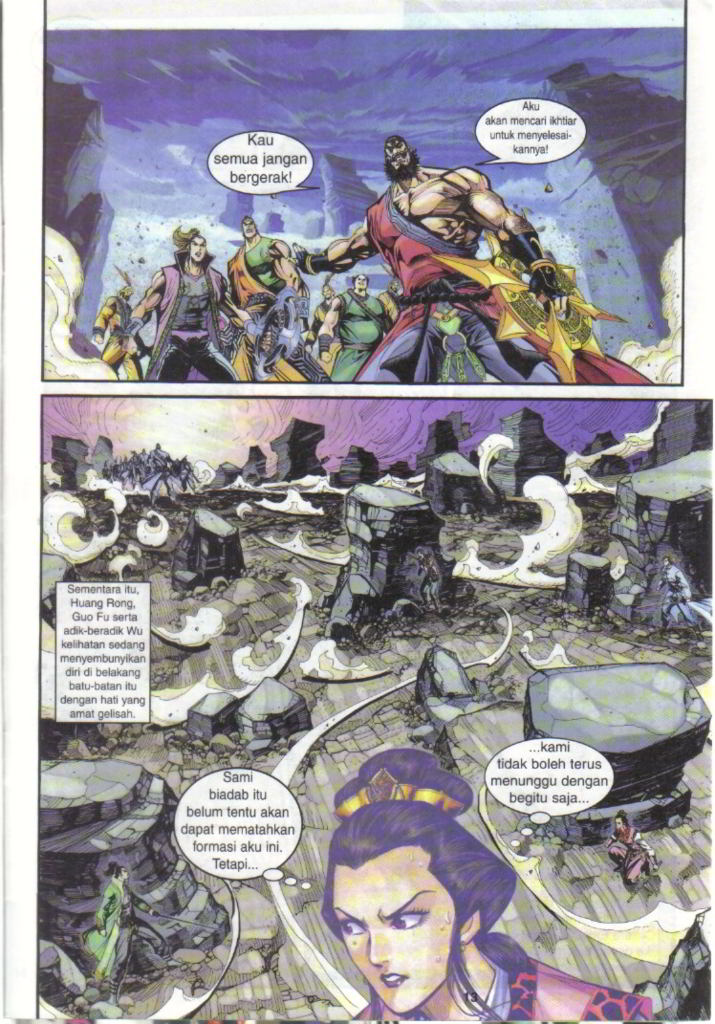 Kau
semua jangan
bergerak!
Aku
akan mencari ikhtiar
untuk menyelesai-
kannya!
Sementara itu,
Huang Rong,
Guo Fu serta
adik-beradik Wu
kelihatan sedang
menyembunyikan
diri di belakang
batu-batan itu
dengan hati yang
amat gelisah.
Sami
biadab itu
belum tentu akan
dapat mematahkan
formasi aku ini.
Tetapi...
...kami
tidak boleh terus
menunggu dengan
begitu saja...
13